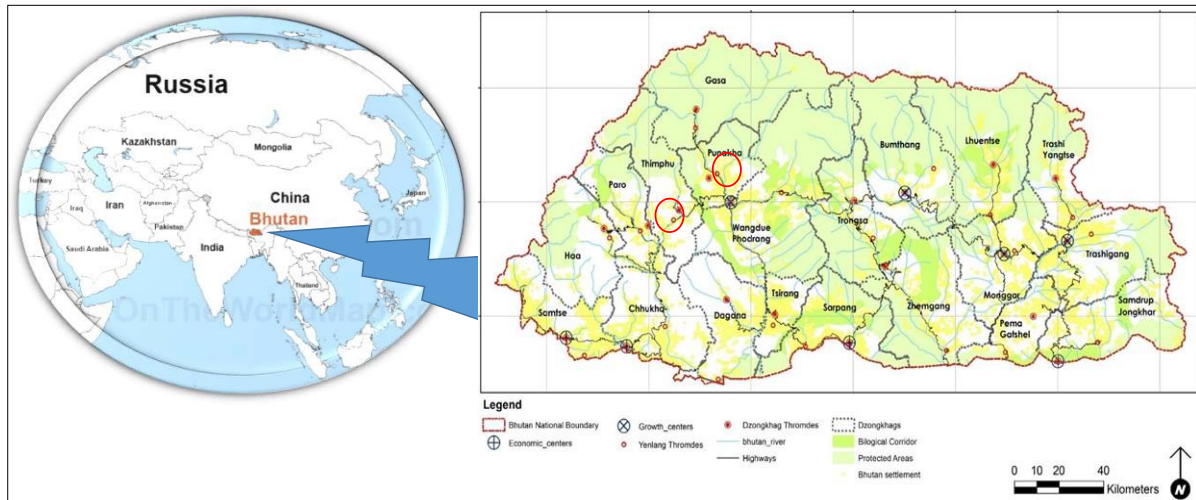 Russia
Kazakhstan
Mongolia
Turkey
China
Japan
Iraq
Iran
Afghanistan
Bhutan
Pakistan
Saudi Arabia
India
Thailand
OnTheWorldMap.com
Gasa
Punakha
Thimphu
Bumthang
Lhuentse
Trashi
Yangtse
Paro
Trongsa
Wangdue
Phodrang
Haa
Trashigang
Samtse
Chhukha
Dagana
Tsirang
Sarpang
Zhemgang
Monggar
Samdrup
Jongkhar
Pema
Gatshel
Legend
Bhutan National Boundary
Growth_centers
Dzongkhag Thromdes
Dzongkhags
Economic_centers
Yenlang Thromdes
bhutan_river
Bilogical Corridor
Highways
Protected Areas
Bhutan settlement
0 10 20 40
Kilometers
N